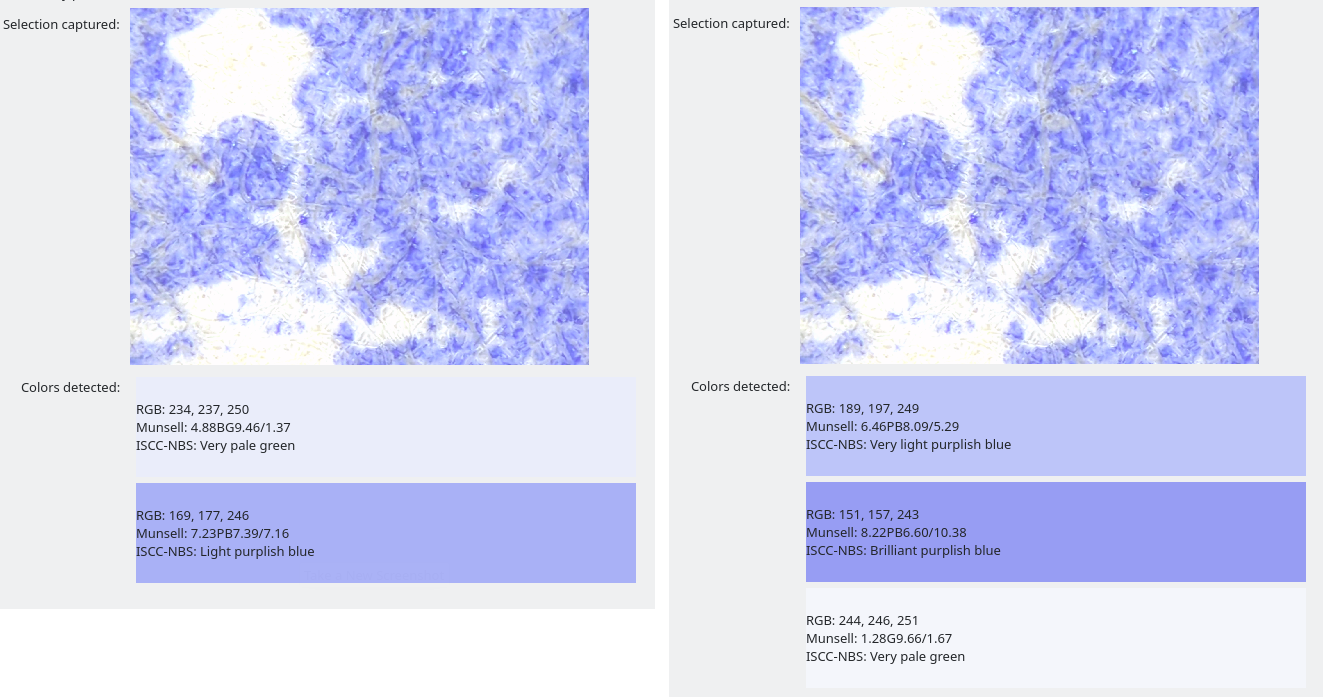 Selection captured:
Colors detected:
RGB: 234, 237, 250
Munsell: 4.88BG9.46/1.37
ISCC-NBS: Very pale green
RGB: 169, 177, 246
Munsell: 7.23PB7.39/7.16
ISCC-NBS: Light purplish blue
Selection captured:
Colors detected:
RGB: 189, 197, 249
Munsell: 6.46PB8.09/5.29
ISCC-NBS: Very light purplish blue
RGB: 151, 157, 243
Munsell: 8.22PB6.60/10.38
ISCC-NBS: Brilliant purplish blue
RGB: 244, 246, 251
Munsell: 1.28G9.66/1.67
ISCC-NBS: Very pale green